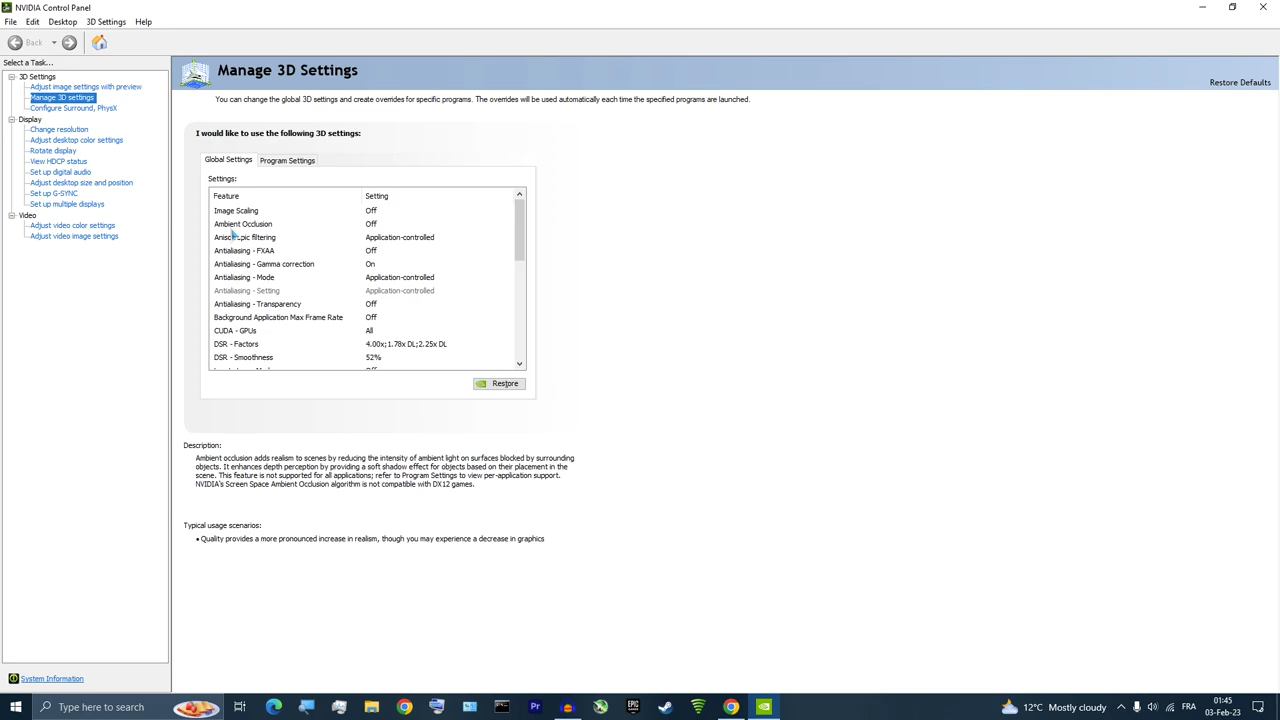 NVIDIA Control Panel
File Edit Desktop 3D Settings Help
Back
Select a Task...
3D Settings
Adjust image settings with preview
Manage 3D settings
Configure Surround, PhysX
Display
Change resolution
Adjust desktop color settings
Rotate display
View HDCP status
Set up digital audio
Adjust desktop size and position
Set up G-SYNC
Set up multiple displays
Video
Adjust video color settings
Adjust video image settings
System Information
Manage 3D Settings
Restore Defaults
You can change the global 3D settings and create overrides for specific programs. The overrides will be used automatically each time the specified programs are launched.
I would like to use the following 3D settings:
Global Settings Program Settings
Settings:
Feature Setting
Image Scaling Off
Ambient Occlusion Off
filtering Application-controlled
Antialiasing - FXAA Off
Antialiasing - Gamma correction On
Antialiasing - Mode Application-controlled
Antialiasing - Setting Application-controlled
Antialiasing - Transparency Off
Background Application Max Frame Rate Off
CUDA - GPUs All
DSR - Factors 4.00x;1.78x DL;2.25x DL
DSR - Smoothness 52%
Restore
Description:
Ambient occlusion adds realism to scenes by reducing the intensity of ambient light on surfaces blocked by surrounding
objects. It enhances depth perception by providing a soft shadow effect for objects based on their placement in the
scene. This feature is not supported for all applications; refer to Program Settings to view per-application support.
NVIDIA's Screen Space Ambient Occlusion algorithm is not compatible with DX12 games.
Typical usage scenarios:
• Quality provides a more pronounced increase in realism, though you may experience a decrease in graphics
Type here to search
Pr
EPIC
12°C Mostly cloudy
FRA
01:45
03-Feb-23